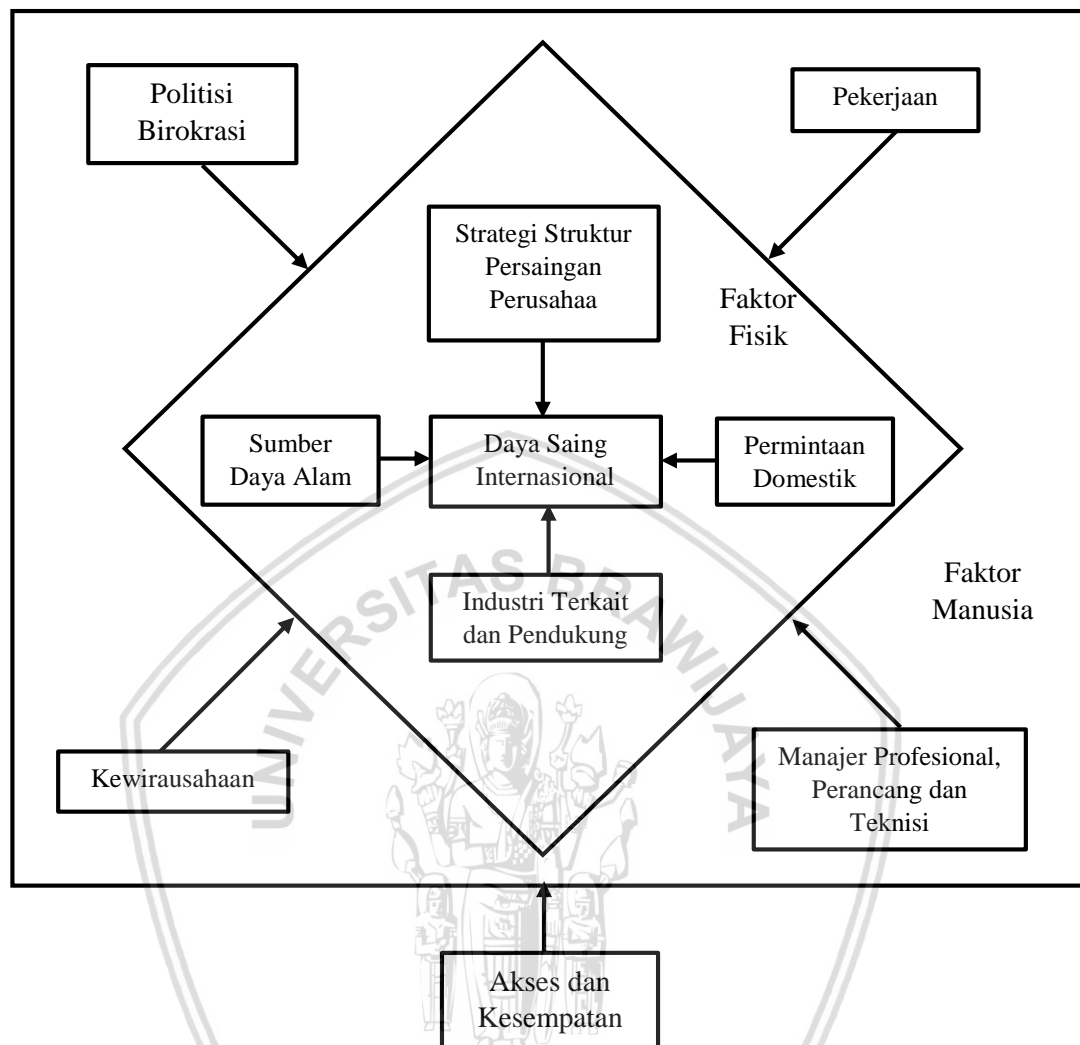 Politisi
Birokrasi
Pekerjaan
Strategi Struktur
Persaingan
Perusahaa
Faktor
Fisik
Sumber
Daya Alam
Daya Saing
Internasional
Permintaan
Domestik
Industri Terkait
dan Pendukung
Faktor
Manusia
Kewirausahaan
Manajer Profesional,
Perancang dan
Teknisi
Akses dan
Kesempatan
UNIVERSITAS BRAWIJAYA